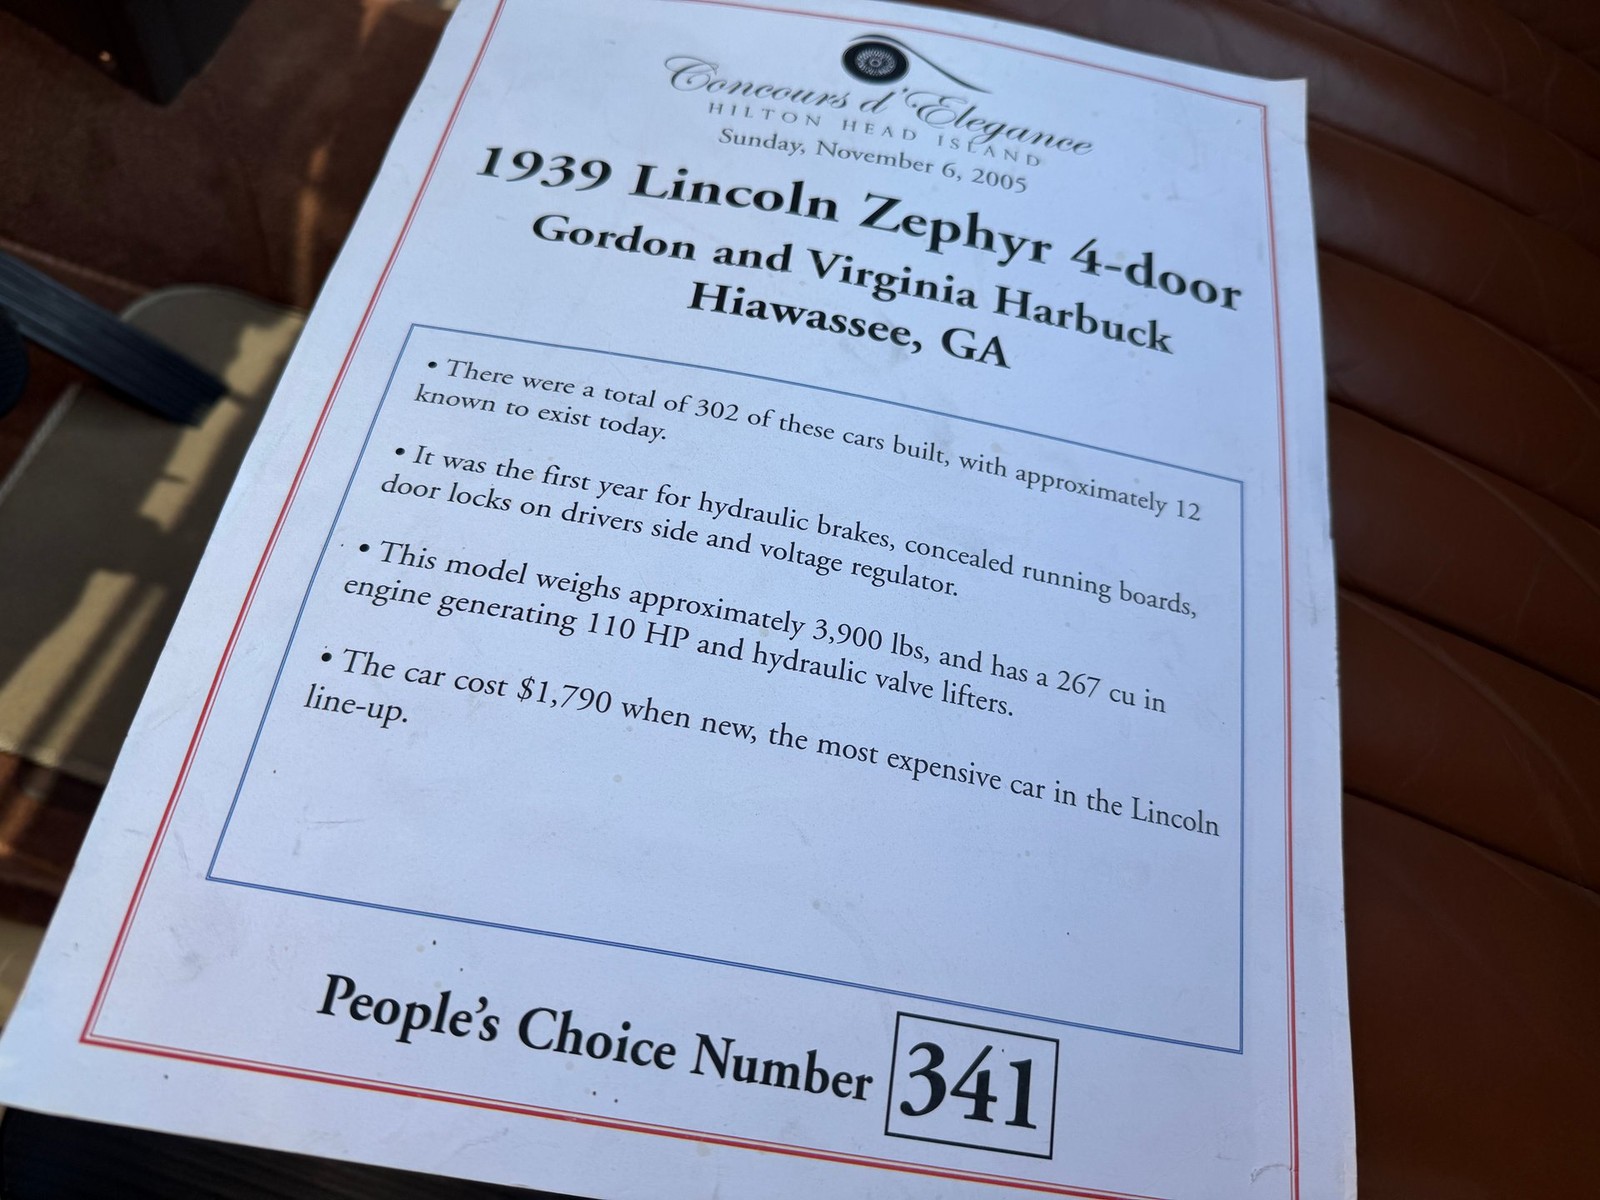 Concours d'Elegance
HILTON HEAD ISLAND
Sunday, November 6, 2005
1939 Lincoln Zephyr 4-door
Gordon and Virginia Harbuck
Hiawassee, GA
• There were a total of 302 of these cars built, with approximately 12
known to exist today.
• It was the first year for hydraulic brakes, concealed running boards,
door locks on drivers side and voltage regulator.
• This model weighs approximately 3,900 lbs, and has a 267 cu in
engine generating 110 HP and hydraulic valve lifters.
• The car cost $1,790 when new, the most expensive car in the Lincoln
line-up.
People's Choice Number 341